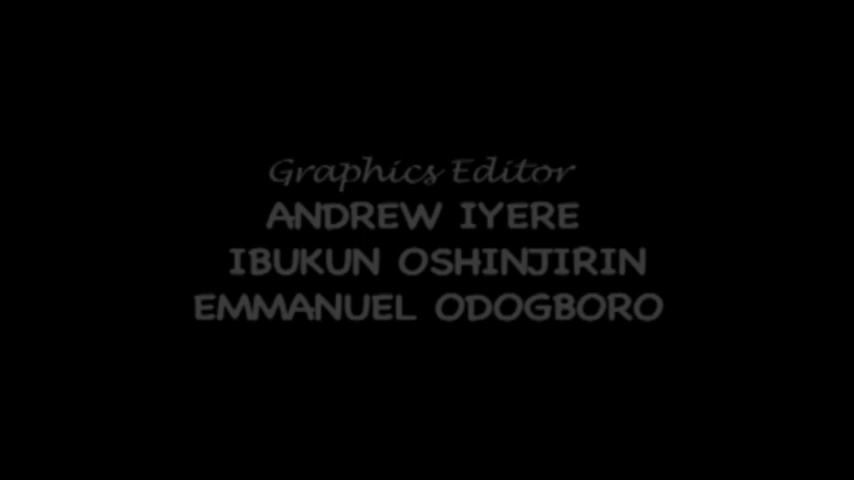 Graphics Editor
ANDREW IYERE
IBUKUN OSHINJIRIN
EMMANUEL ODOGBORO